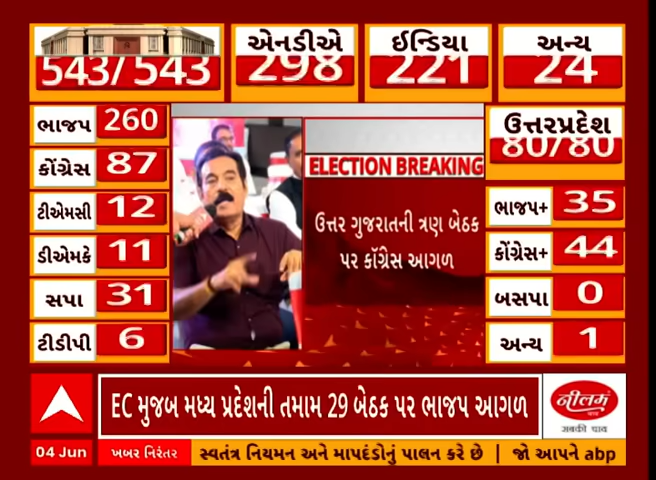 એનડીએ
ઈન્ડિયા
અન્ય
543/543
298
221
24
ભાજપ 260
કોંગ્રેસ 87
ટીએમસી 12
ડીએમકે 11
સપા 31
ટીડીપી 6
ELECTION BREAKING
ઉત્તર ગુજરાતની ત્રણ બેઠક
પર કૉંગ્રેસ આગળ
ઉત્તરપ્રદેશ
80/80
ભાજપ+ 35
કોંગ્રેસ+ 44
બસપા 0
અન્ય 1
EC મુજબ મધ્ય પ્રદેશની તમામ 29 બેઠક પર ભાજપ આગળ
नीलम
चाय
सबकी चाय
04 Jun ખબર નિરંતર સ્વતંત્ર નિયમન અને માપદંડોનું પાલન કરે છે | જો આપને abp